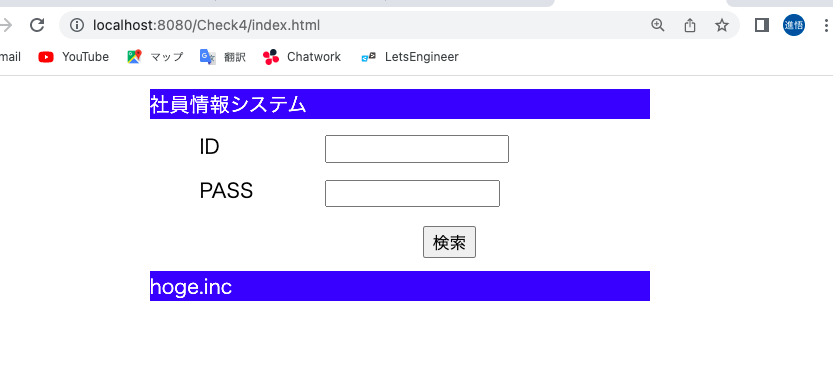 localhost:8080/Check4/index.html
進悟
mail YouTube マップ 翻訳 Chatwork LetsEngineer
社員情報システム
ID
PASS
検索
hoge.inc